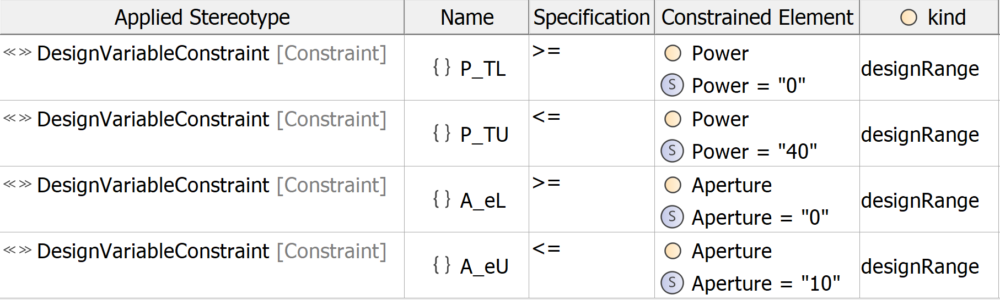 Applied Stereotype Name Specification Constrained Element kind
«» DesignVariableConstraint [Constraint] {} P_TL >= Power designRange
S Power = "0"
«» DesignVariableConstraint [Constraint] {} P_TU <= Power designRange
S Power = "40"
«» DesignVariableConstraint [Constraint] {} A_eL >= Aperture designRange
S Aperture = "0"
«» DesignVariableConstraint [Constraint] {} A_eU <= Aperture designRange
S Aperture = "10"